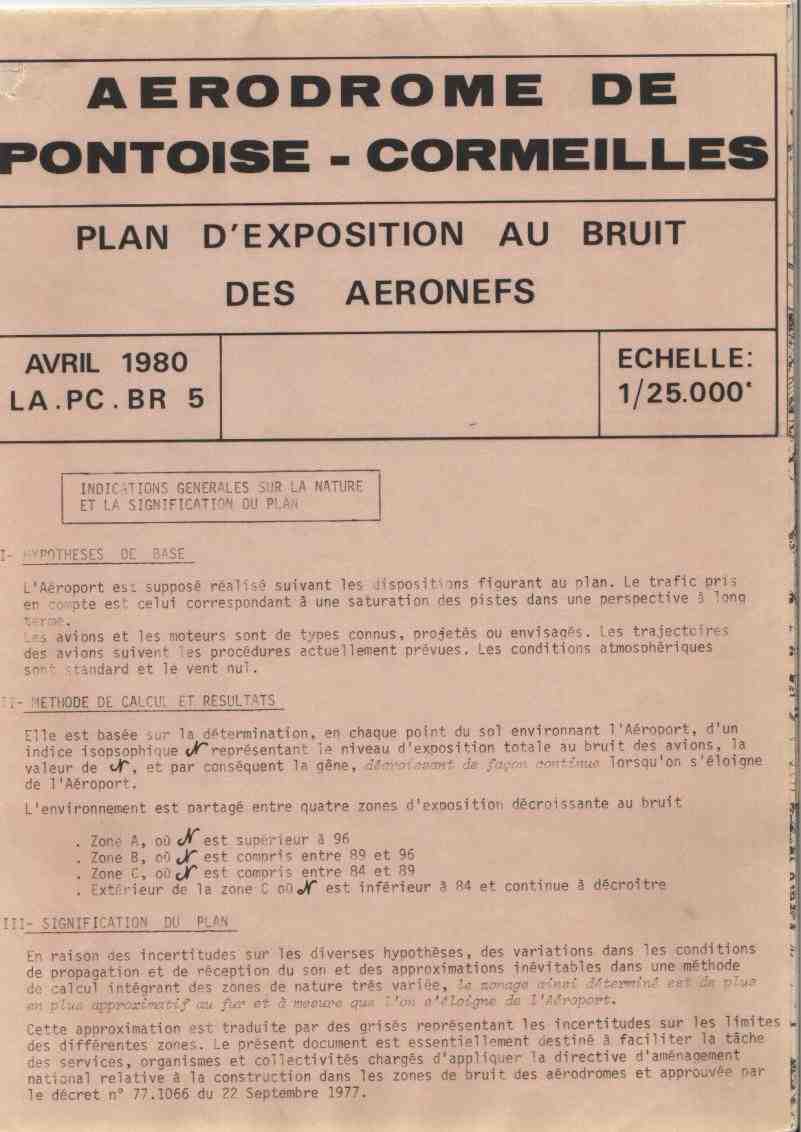 AERODROME DE
PONTOISE - CORMEILLES
PLAN D'EXPOSITION AU BRUIT
DES AERONEFS
AVRIL 1980
LA.PC.BR 5
ECHELLE:
1/25.000e
INDICATIONS GENERALES SUR LA NATURE
ET LA SIGNIFICATION DU PLAN
I- HYPOTHESES DE BASE
L'Aéroport est supposé réalisé suivant les dispositions figurant au plan. Le trafic pris
en compte est celui correspondant à une saturation des pistes dans une perspective à long
terme.
Les avions et les moteurs sont de types connus, projetés ou envisagés. Les trajectoires
des avions suivent les procédures actuellement prévues. Les conditions atmosphériques
sont standard et le vent nul.
II- METHODE DE CALCUL ET RESULTATS
Elle est basée sur la détermination, en chaque point du sol environnant l'Aéroport, d'un
indice isopsophique N représentant le niveau d'exposition totale au bruit des avions, la
valeur de N, et par conséquent la gêne, décroissant de façon continue lorsqu'on s'éloigne
de l'Aéroport.
L'environnement est partagé entre quatre zones d'exposition décroissante au bruit
. Zone A, où N est supérieur à 96
. Zone B, où N est compris entre 89 et 96
. Zone C, où N est compris entre 84 et 89
. Extérieur de la zone C où N est inférieur à 84 et continue à décroître
III- SIGNIFICATION DU PLAN
En raison des incertitudes sur les diverses hypothèses, des variations dans les conditions
de propagation et de réception du son et des approximations inévitables dans une méthode
de calcul intégrant des zones de nature très variée, le zonage ainsi déterminé est de plus
en plus approximatif au fur et à mesure que l'on s'éloigne de l'Aéroport.
Cette approximation est traduite par des grisés représentant les incertitudes sur les limites
des différentes zones. Le présent document est essentiellement destiné à faciliter la tâche
des services, organismes et collectivités chargés d'appliquer la directive d'aménagement
national relative à la construction dans les zones de bruit des aérodromes et approuvée par
le décret n° 77.1066 du 22 Septembre 1977.